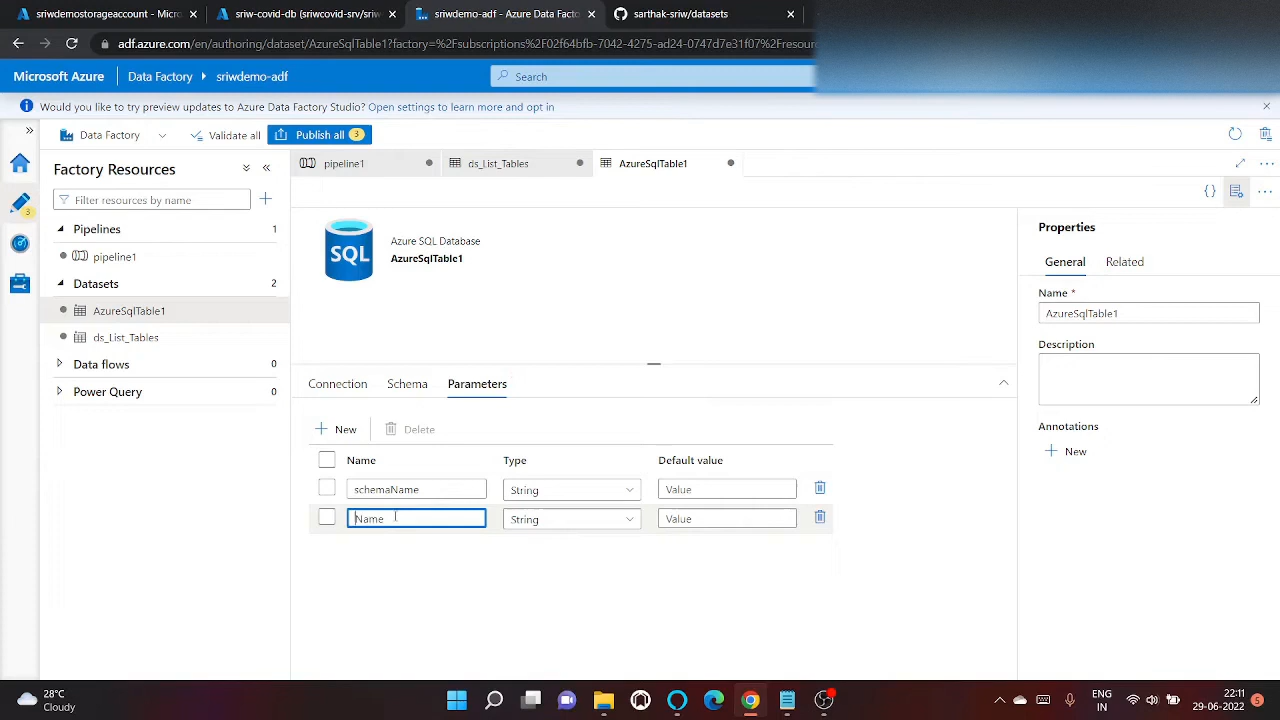 sriwdemostorageaccount - Micros
sriw-covid-db (sriwcovid-srv/sriw
sriwdemo-adf - Azure Data Factor
sarthak-sriw/datasets
adf.azure.com/en/authoring/dataset/AzureSqlTable1?factory=%2Fsubscriptions%2F02f64bfb-7042-4275-ad24-0747d7e31f07%2Fresou
Microsoft Azure
Data Factory
sriwdemo-adf
Search
Would you like to try preview updates to Azure Data Factory Studio? Open settings to learn more and opt in
Data Factory
Validate all
Publish all
3
Factory Resources
pipeline1
ds_List_Tables
AzureSqlTable1
Filter resources by name
Pipelines
1
pipeline1
Datasets
2
AzureSqlTable1
ds_List_Tables
Data flows
0
Power Query
0
SQL
Azure SQL Database
AzureSqlTable1
Connection
Schema
Parameters
New
Delete
Name
Type
Default value
schemaName
String
Value
Name
String
Value
Properties
General
Related
Name *
AzureSqlTable1
Description
Annotations
New
28°C
Cloudy
ENG
IN
22:11
29-06-2022
5